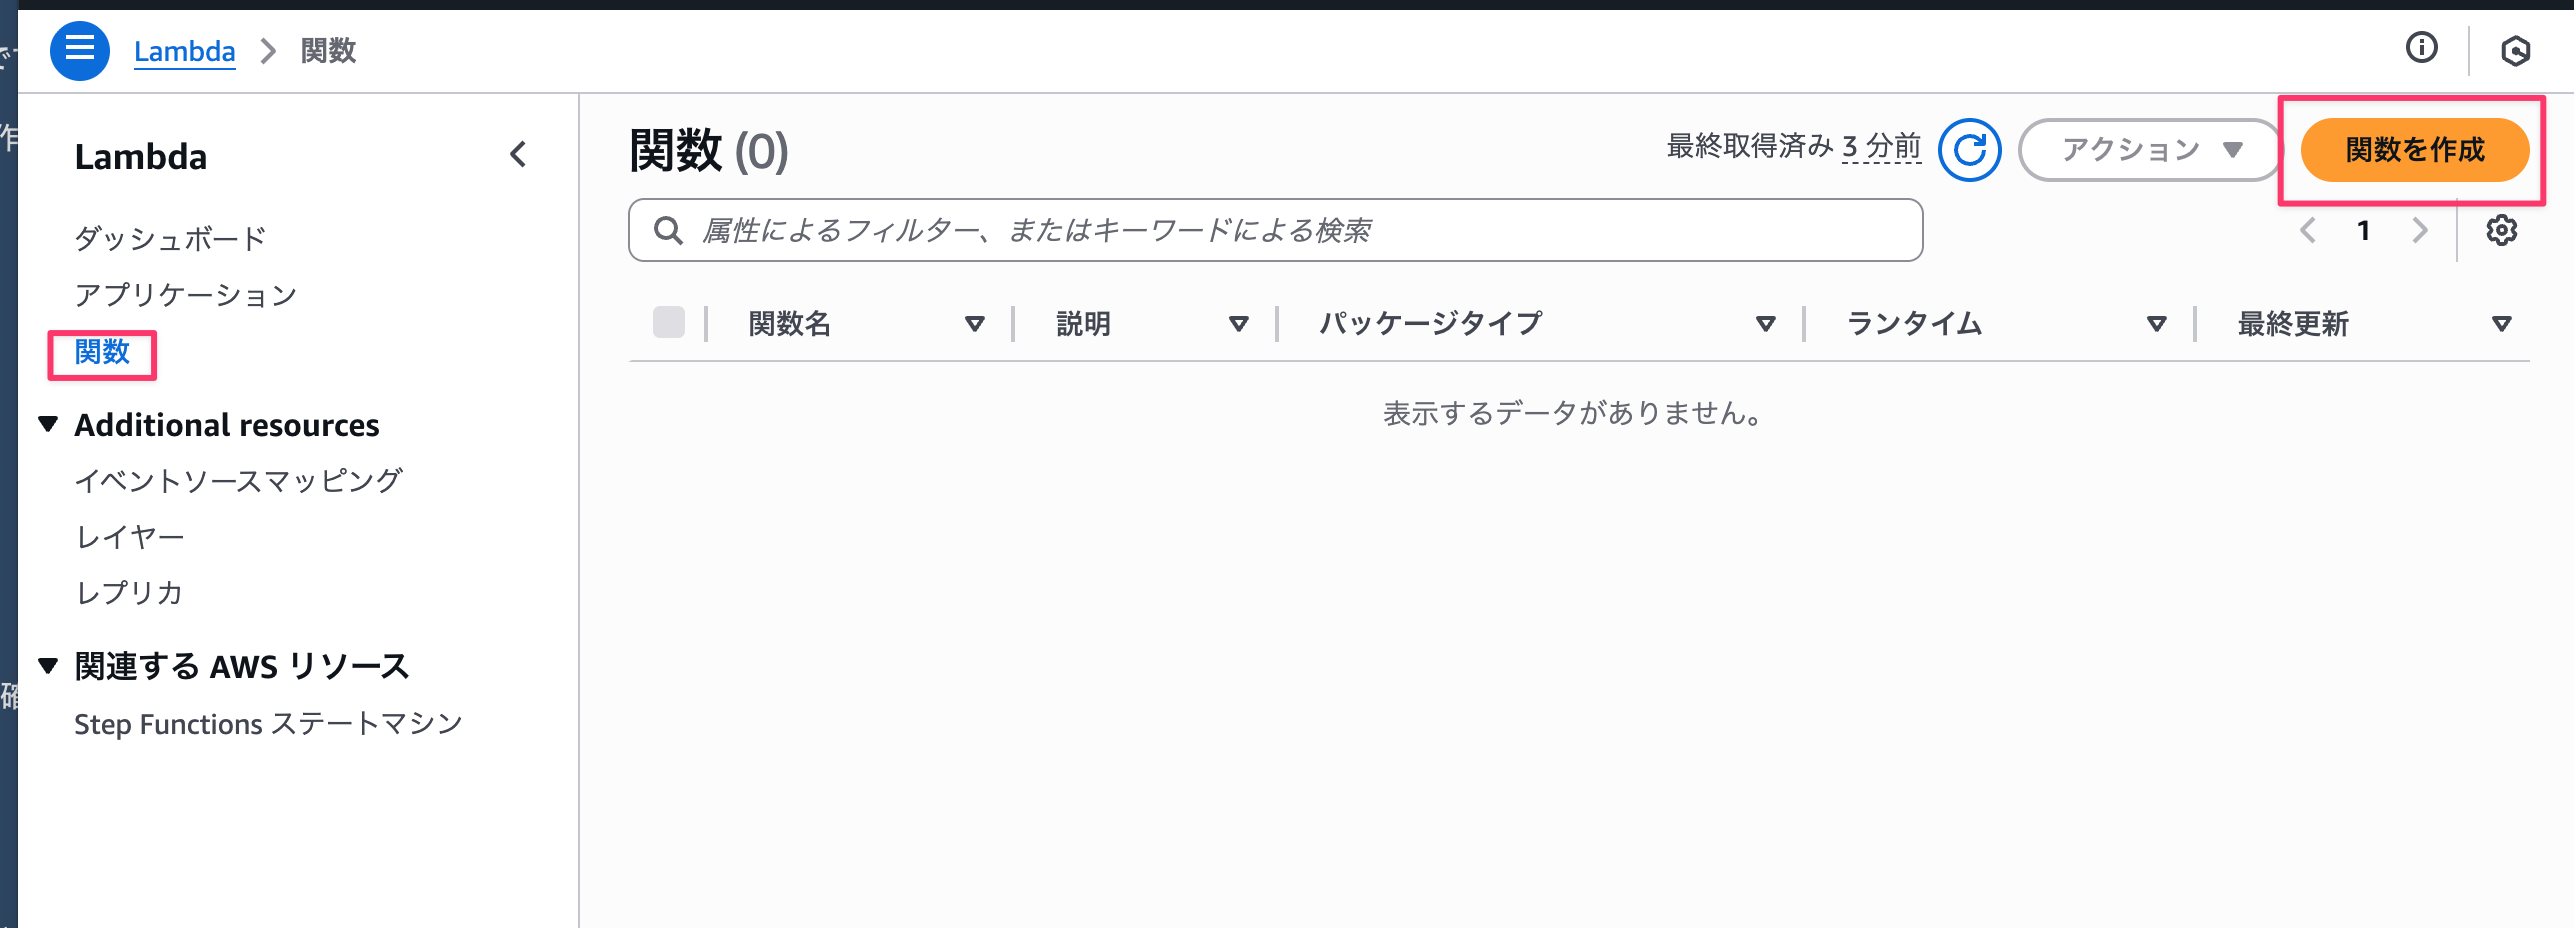 Lambda > 関数
Lambda
ダッシュボード
アプリケーション
関数
Additional resources
イベントソースマッピング
レイヤー
レプリカ
関連する AWS リソース
Step Functions ステートマシン
関数 (0)
最終取得済み 3 分前
アクション
関数を作成
属性によるフィルター、またはキーワードによる検索
1
関数名 説明 パッケージタイプ ランタイム 最終更新
表示するデータがありません。